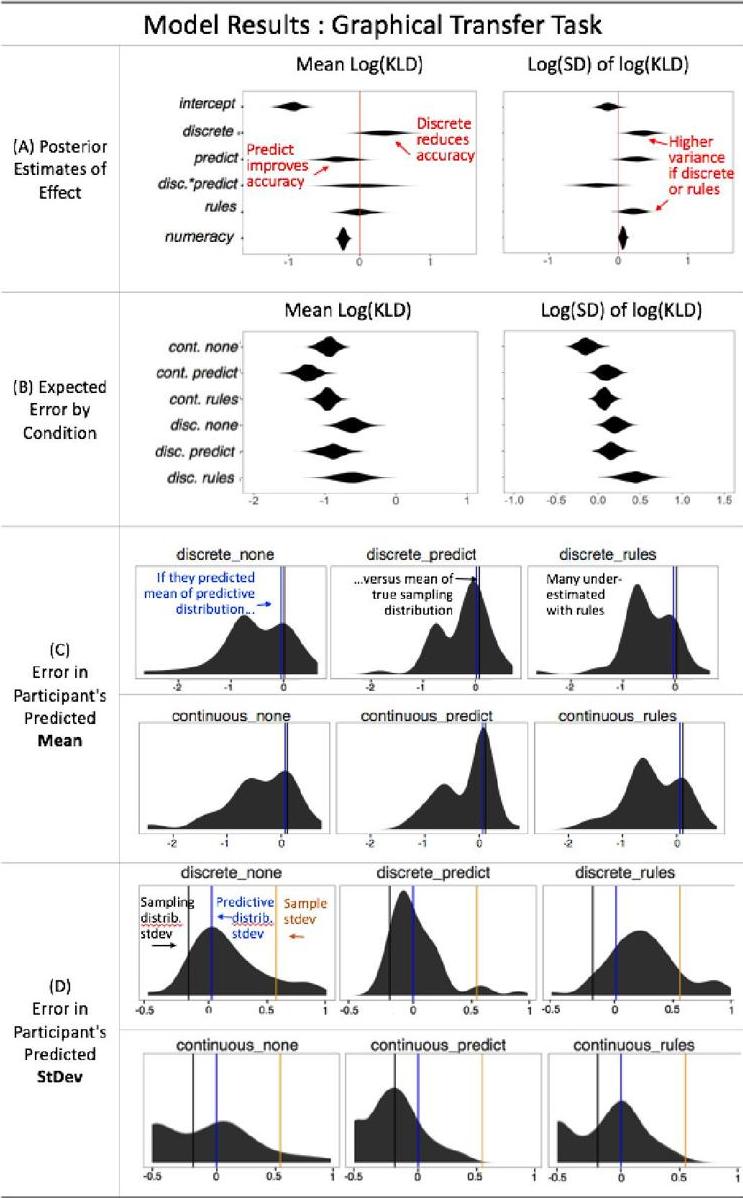 Model Results : Graphical Transfer Task
(A) Posterior
Estimates of
Effect
Mean Log(KLD)
Log(SD) of log(KLD)
intercept
discrete
predict
disc.*predict
rules
numeracy
Predict
improves
accuracy
Discrete
reduces
accuracy
Higher
variance
if discrete
or rules
-1 0 1
-1 0 1
(B) Expected
Error by
Condition
Mean Log(KLD)
Log(SD) of log(KLD)
cont. none
cont. predict
cont. rules
disc. none
disc. predict
disc. rules
-2 -1 0 1
-1.0 -0.5 0.0 0.5 1.0 1.5
(C)
Error in
Participant's
Predicted
Mean
discrete_none
discrete_predict
discrete_rules
If they predicted
mean of predictive
distribution...
...versus mean of
true sampling
distribution
Many under-
estimated
with rules
-2 -1 0
-2 -1 0
-2 -1 0
continuous_none
continuous_predict
continuous_rules
-2 -1 0
-2 -1 0
-2 -1 0
(D)
Error in
Participant's
Predicted
StDev
discrete_none
discrete_predict
discrete_rules
Sampling
distrib.
stdev
Predictive
distrib.
stdev
Sample
stdev
-0.5 0 0.5 1
-0.5 0 0.5 1
-0.5 0 0.5 1
continuous_none
continuous_predict
continuous_rules
-0.5 0 0.5 1
-0.5 0 0.5 1
-0.5 0 0.5 1